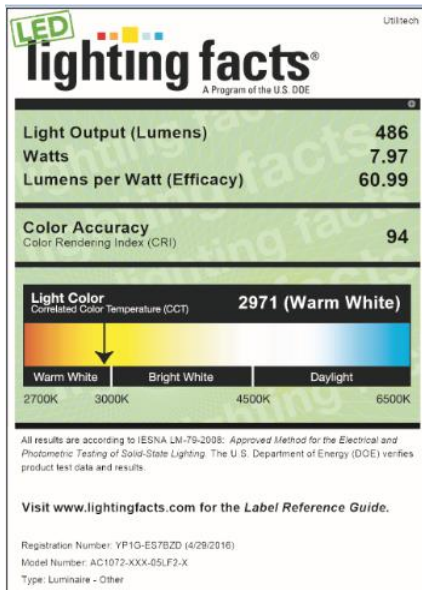 Utilitech
LED
lighting facts®
A Program of the U.S. DOE
Light Output (Lumens) 486
Watts 7.97
Lumens per Watt (Efficacy) 60.99
Color Accuracy
Color Rendering Index (CRI) 94
Light Color
Correlated Color Temperature (CCT) 2971 (Warm White)
Warm White Bright White Daylight
2700K 3000K 4500K 6500K
All results are according to IESNA LM-79-2008: Approved Method for the Electrical and
Photometric Testing of Solid-State Lighting. The U.S. Department of Energy (DOE) verifies
product test data and results.
Visit www.lightingfacts.com for the Label Reference Guide.
Registration Number: YP1G-ES7BZD (4/29/2016)
Model Number: AC1072-XXX-05LF2-X
Type: Luminaire - Other